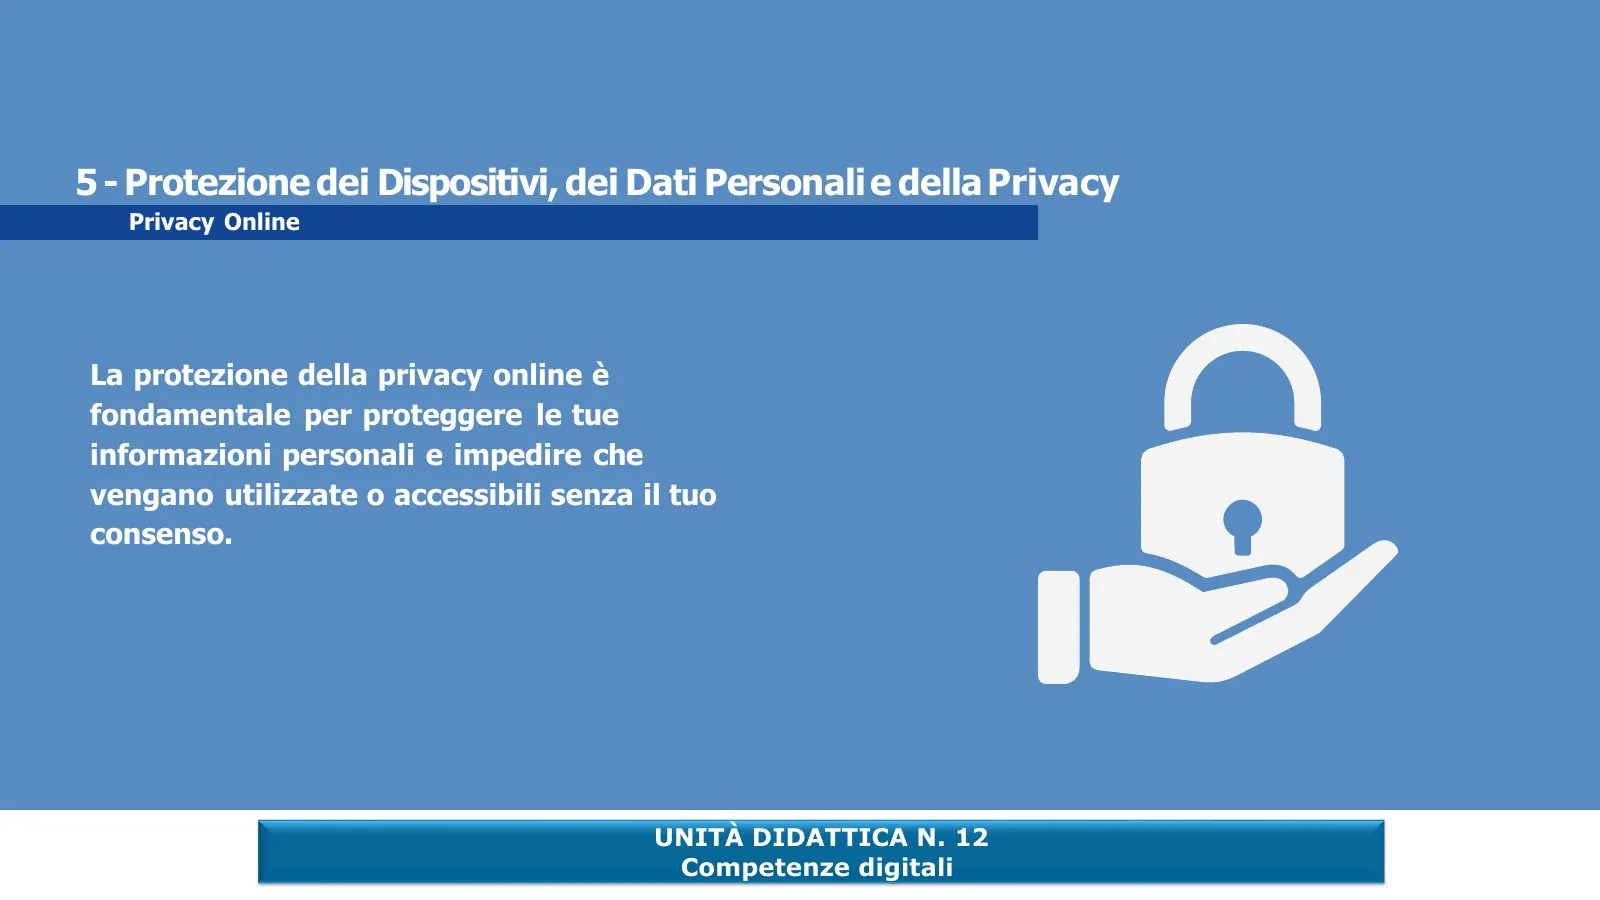 5 - Protezione dei Dispositivi, dei Dati Personali e della Privacy
Privacy Online
La protezione della privacy online è
fondamentale per proteggere le tue
informazioni personali e impedire che
vengano utilizzate o accessibili senza il tuo
consenso.
UNITÀ DIDATTICA N. 12
Competenze digitali